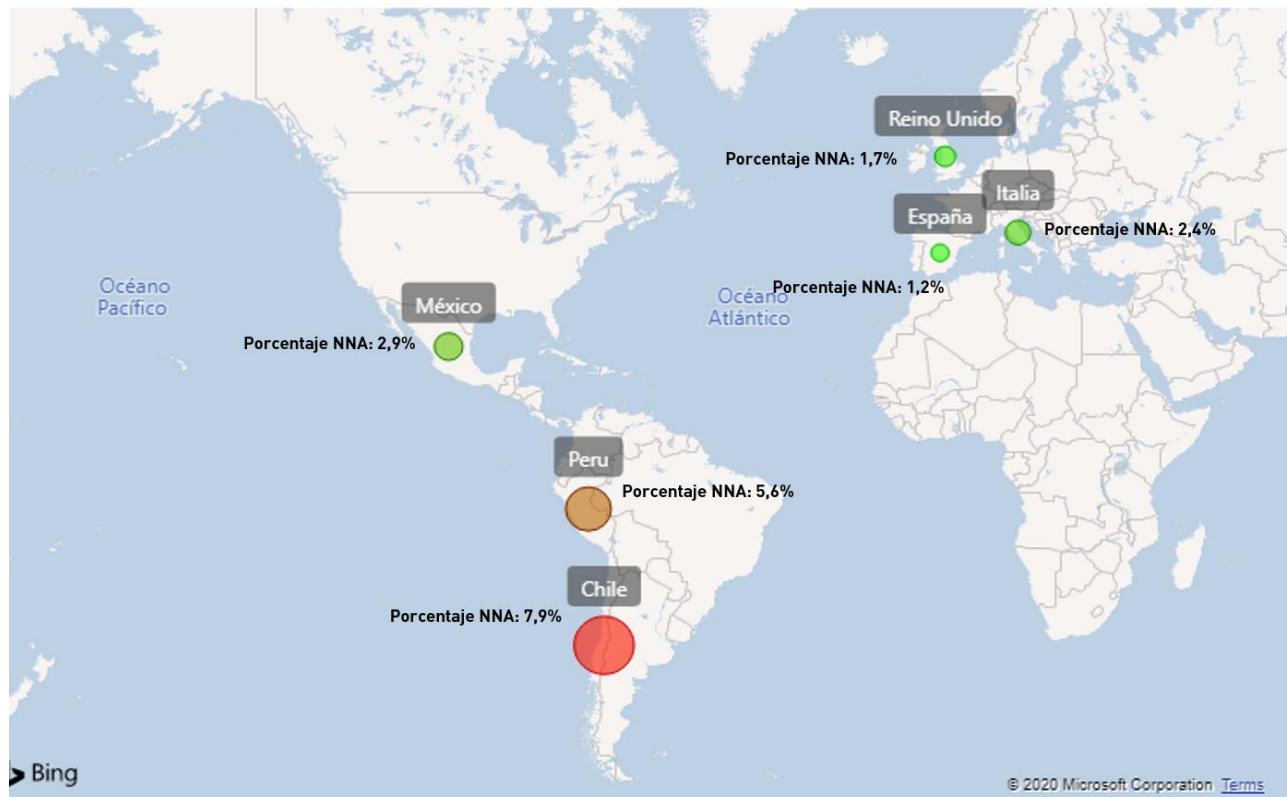 Reino Unido
Porcentaje NNA: 1,7%
Italia
España
Porcentaje NNA: 2,4%
Porcentaje NNA: 1,2%
Océano
Pacífico
Océano
Atlántico
México
Porcentaje NNA: 2,9%
Peru
Porcentaje NNA: 5,6%
Chile
Porcentaje NNA: 7,9%
Bing
© 2020 Microsoft Corporation Terms